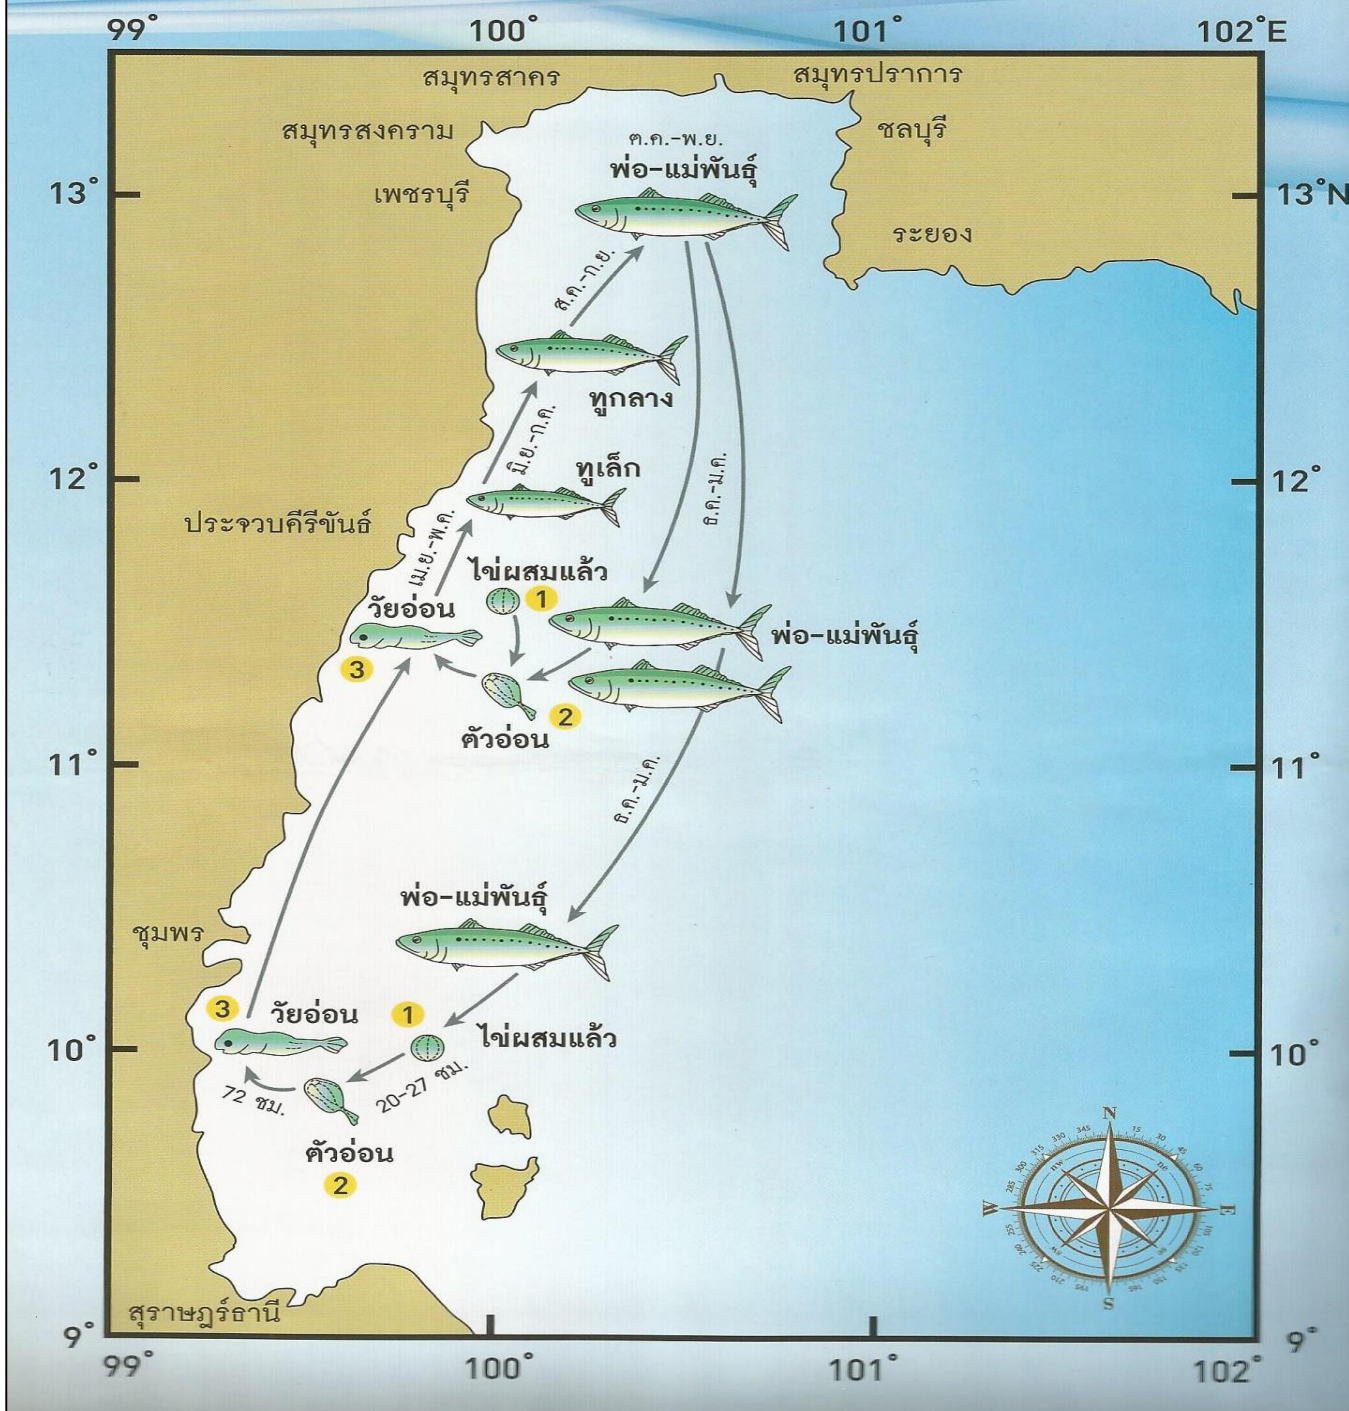 99° 100° 101° 102°E
สมุทรสาคร
สมุทรปราการ
สมุทรสงคราม
ชลบุรี
ต.ค.-พ.ย.
พ่อ-แม่พันธุ์
เพชรบุรี
13°
13°N
ระยอง
ส.ค.-ก.ย.
ทูกลาง
มิ.ย.-ก.ค.
ทูเล็ก
12°
12°
ธ.ค.-ม.ค.
ประจวบคีรีขันธ์
เม.ย.-พ.ค.
ไข่ผสมแล้ว
1
วัยอ่อน
3
พ่อ-แม่พันธุ์
2
ตัวอ่อน
11°
11°
ธ.ค.-ม.ค.
พ่อ-แม่พันธุ์
ชุมพร
3
วัยอ่อน
1
ไข่ผสมแล้ว
10°
10°
72 ชม.
20-27 ชม.
ตัวอ่อน
2
N
W
E
S
สุราษฎร์ธานี
9°
9°
99° 100° 101° 102°